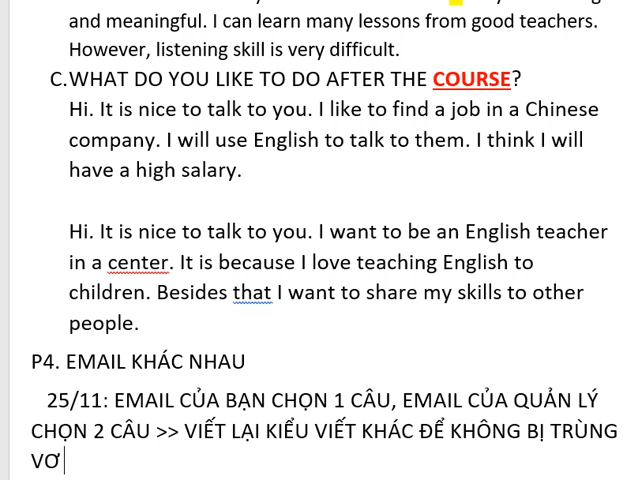 and meaningful. I can learn many lessons from good teachers.
However, listening skill is very difficult.
C.WHAT DO YOU LIKE TO DO AFTER THE COURSE?
Hi. It is nice to talk to you. I like to find a job in a Chinese
company. I will use English to talk to them. I think I will
have a high salary.
Hi. It is nice to talk to you. I want to be an English teacher
in a center. It is because I love teaching English to
children. Besides that I want to share my skills to other
people.
P4. EMAIL KHÁC NHAU
25/11: EMAIL CỦA BẠN CHỌN 1 CÂU, EMAIL CỦA QUẢN LÝ
CHỌN 2 CÂU >> VIẾT LẠI KIỂU VIẾT KHÁC ĐỂ KHÔNG BỊ TRÙNG
VƠ